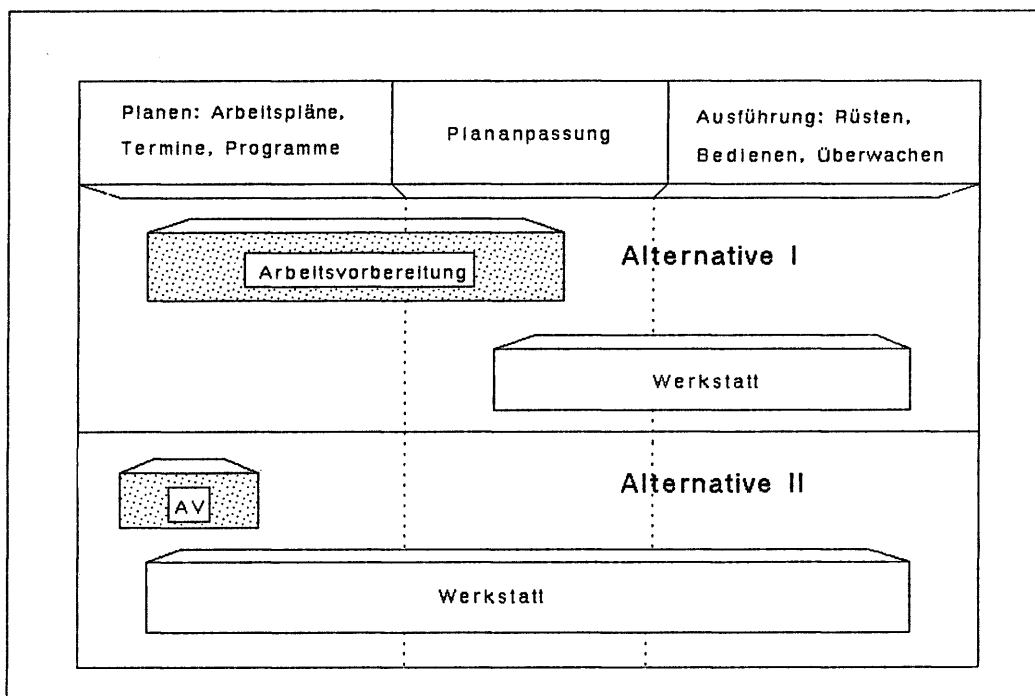 Planen: Arbeitspläne,
Termine, Programme
Plananpassung
Ausführung: Rüsten,
Bedienen, Überwachen
Arbeitsvorbereitung
Alternative I
Werkstatt
AV
Alternative II
Werkstatt